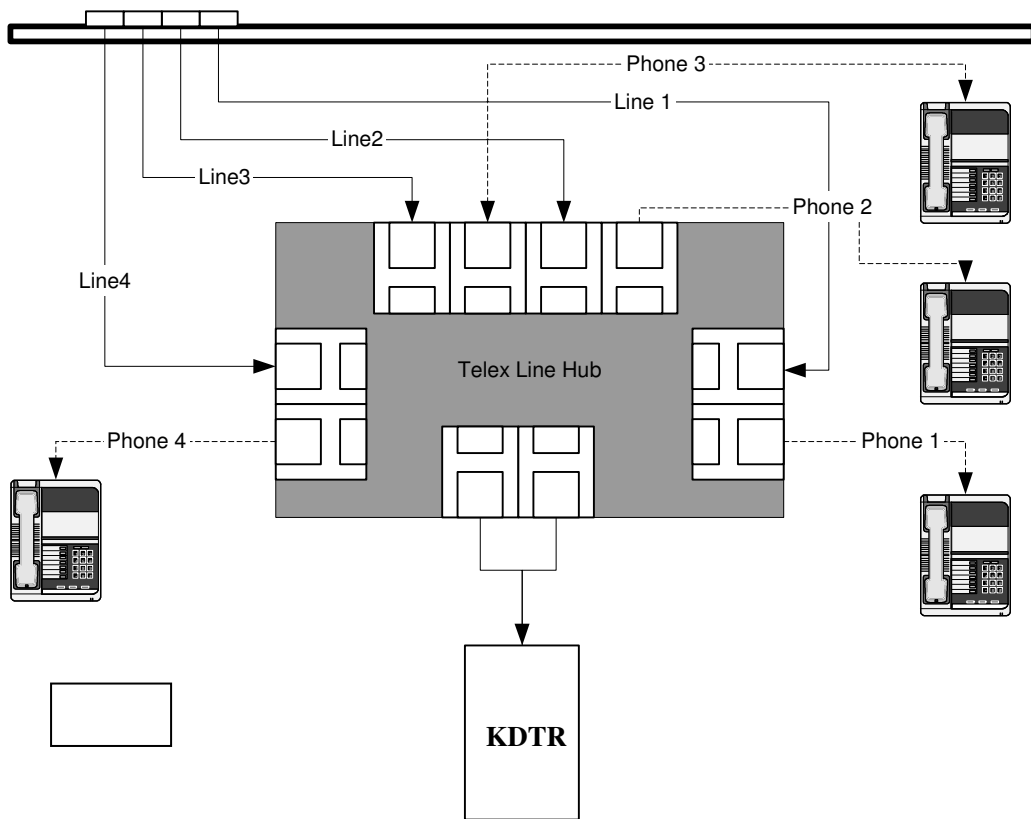 Phone 3
Line 1
Line2
Line3
Phone 2
Line4
Telex Line Hub
Phone 4
Phone 1
KDTR